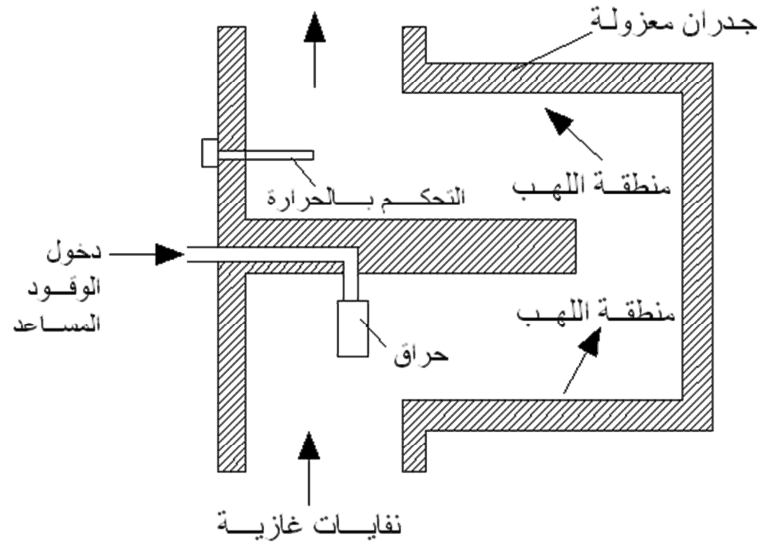 جدران معزولة
منطقة اللهب
التحكم بالحرارة
دخول
الوقود
المساعد
منطقة اللهب
حراق
نفايات غازية